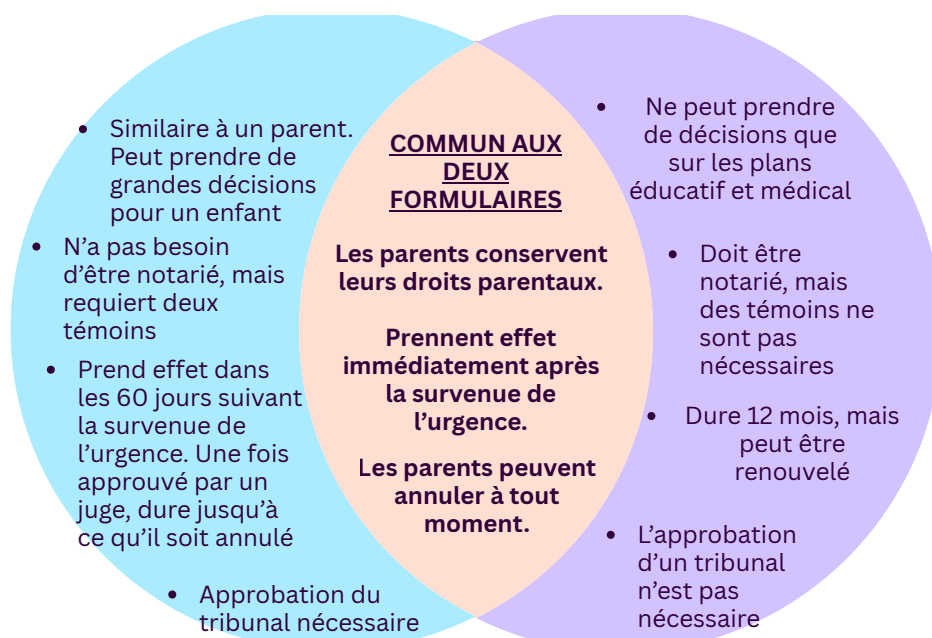 • Similaire à un parent.
Peut prendre de
grandes décisions
pour un enfant
• N’a pas besoin
d’être notarié, mais
requiert deux
témoins
• Prend effet dans
les 60 jours suivant
la survenue de
l’urgence. Une fois
approuvé par un
juge, dure jusqu’à
ce qu’il soit annulé
• Approbation du
tribunal nécessaire
COMMUN AUX
DEUX
FORMULAIRES
Les parents conservent
leurs droits parentaux.
Prennent effet
immédiatement après
la survenue de
l’urgence.
Les parents peuvent
annuler à tout
moment.
• Ne peut prendre
de décisions que
sur les plans
éducatif et médical
• Doit être
notarié, mais
des témoins ne
sont pas
nécessaires
• Dure 12 mois, mais
peut être
renouvelé
• L’approbation
d’un tribunal
n’est pas
nécessaire